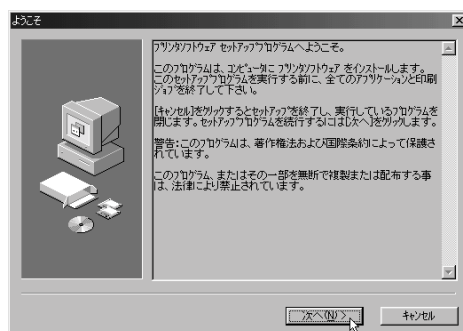 ようこそ
プリンタソフトウェア セットアッププログラムへようこそ。
このプログラムは、コンピュータに プリンタソフトウェア をインストールします。
このセットアッププログラムを実行する前に、全てのアプリケーションと印刷
ジョブを終了して下さい。
[キャンセル]をクリックするとセットアップを終了し、実行しているプログラムを
閉じます。セットアッププログラムを続行するには[次へ]をクリックします。
警告:このプログラムは、著作権法および国際条約によって保護さ
れています。
このプログラム、またはその一部を無断で複製または配布する事
は、法律により禁止されています。
次へ(N) >
キャンセル